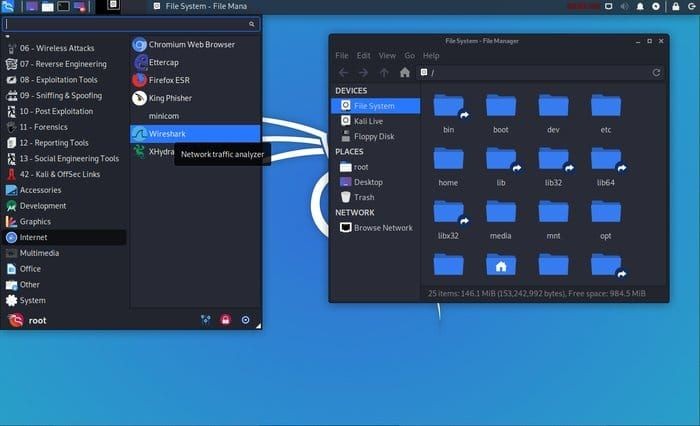 File System - File Mana
06 - Wireless Attacks
07 - Reverse Engineering
08 - Exploitation Tools
09 - Sniffing & Spoofing
10 - Post Exploitation
11 - Forensics
12 - Reporting Tools
13 - Social Engineering Tools
42 - Kali & OffSec Links
Accessories
Development
Graphics
Internet
Multimedia
Office
Other
System
root
Chromium Web Browser
Ettercap
Firefox ESR
King Phisher
minicom
Wireshark
XHydra
Network traffic analyzer
File System - File Manager
File Edit View Go Help
/
DEVICES
File System
Kali Live
Floppy Disk
PLACES
root
Desktop
Trash
NETWORK
Browse Network
bin boot dev etc
home lib lib32 lib64
libx32 media mnt opt
25 items: 146.1 MiB (153,242,992 bytes), Free space: 984.5 MiB